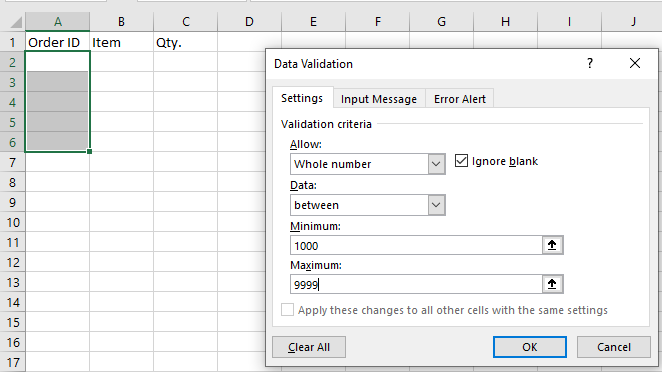 A B C D E F G H I J
1 Order ID Item Qty.
2
3
4
5
6
7
8
9
10
11
12
13
14
15
16
17
Data Validation ? ×
Settings Input Message Error Alert
Validation criteria
Allow:
Whole number Ignore blank
Data:
between
Minimum:
1000
Maximum:
9999
Apply these changes to all other cells with the same settings
Clear All OK Cancel